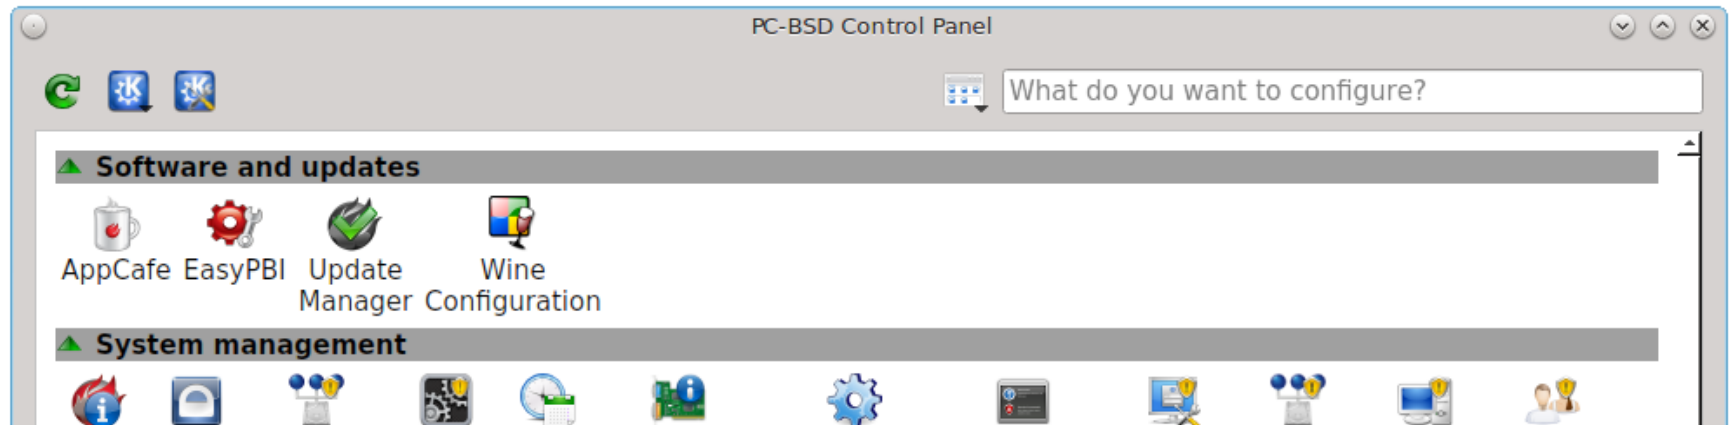 PC-BSD Control Panel
What do you want to configure?
Software and updates
AppCafe EasyPBI Update Manager Wine Configuration
System management